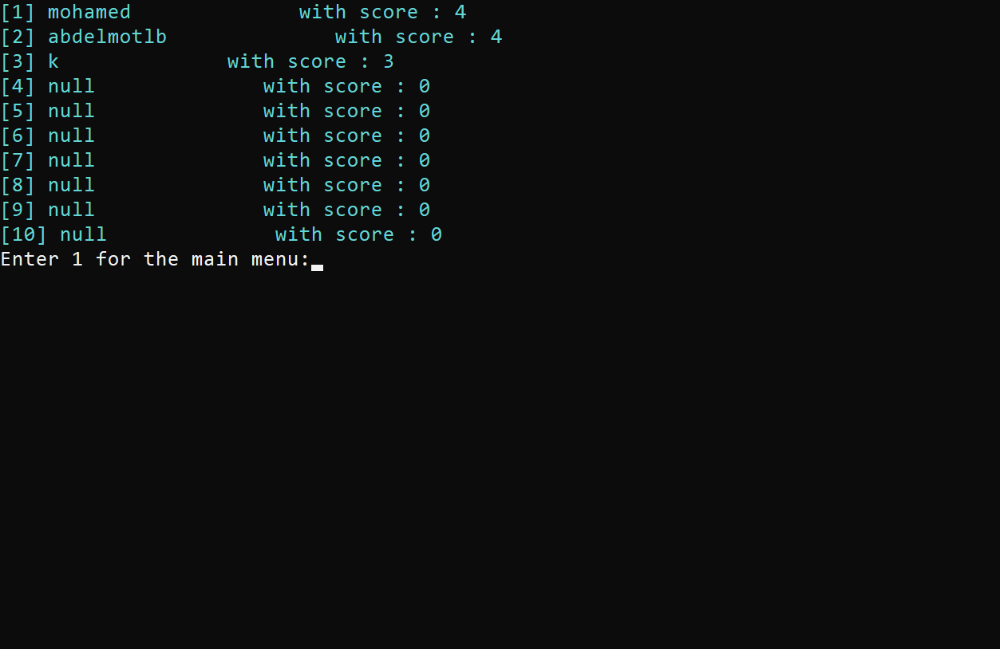 [1] mohamed              with score : 4
[2] abdelmotlb              with score : 4
[3] k              with score : 3
[4] null              with score : 0
[5] null              with score : 0
[6] null              with score : 0
[7] null              with score : 0
[8] null              with score : 0
[9] null              with score : 0
[10] null              with score : 0
Enter 1 for the main menu: